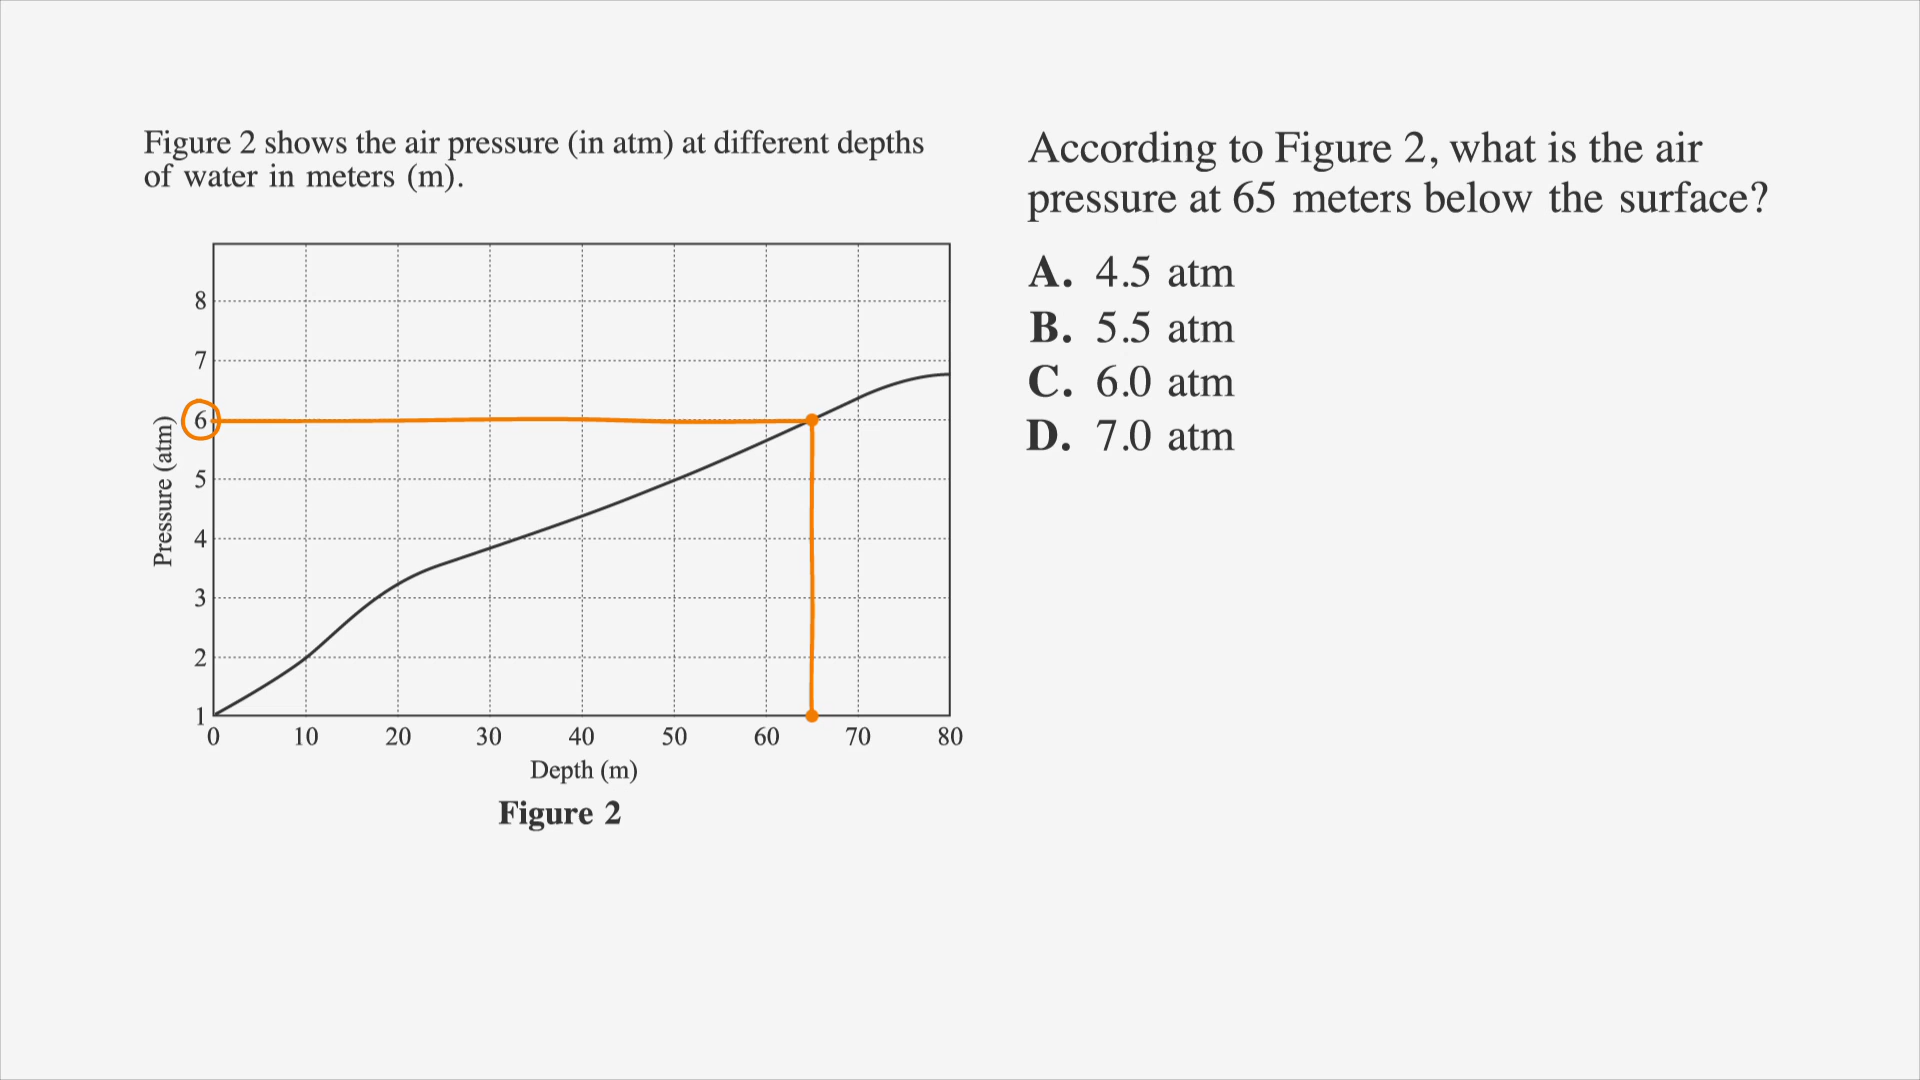 Figure 2 shows the air pressure (in atm) at different depths
of water in meters (m).
8
7
6
5
4
3
2
1
Pressure (atm)
0 10 20 30 40 50 60 70 80
Depth (m)
Figure 2
According to Figure 2, what is the air
pressure at 65 meters below the surface?
A. 4.5 atm
B. 5.5 atm
C. 6.0 atm
D. 7.0 atm